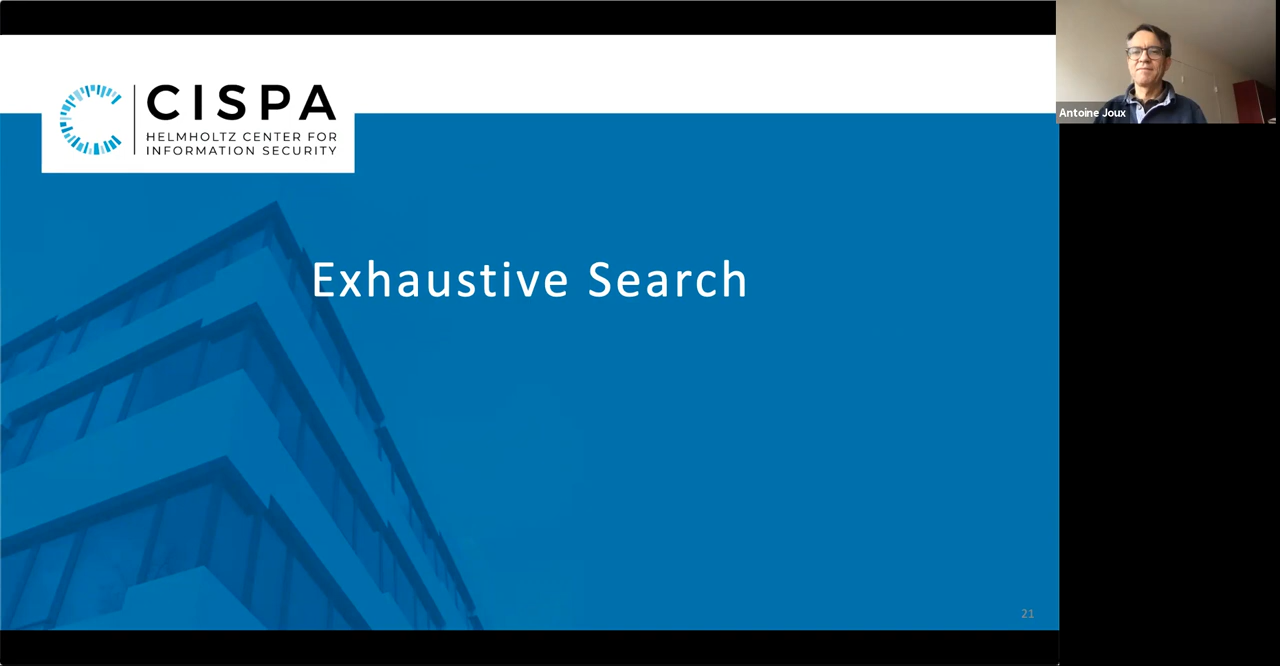 CISPA
HELMHOLTZ CENTER FOR
INFORMATION SECURITY
Antoine Joux
Exhaustive Search
21